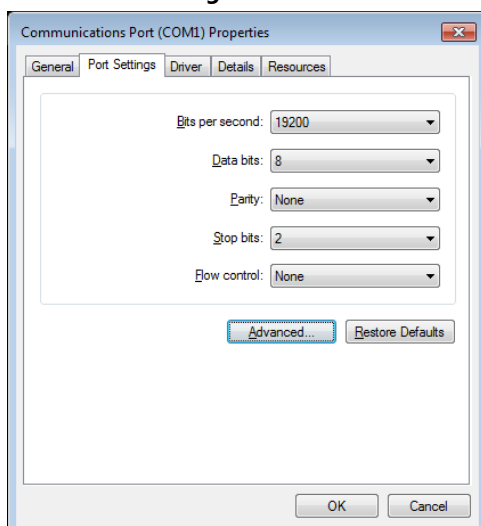 Communications Port (COM1) Properties
General Port Settings Driver Details Resources
Bits per second: 19200
Data bits: 8
Parity: None
Stop bits: 2
Flow control: None
Advanced... Restore Defaults
OK Cancel